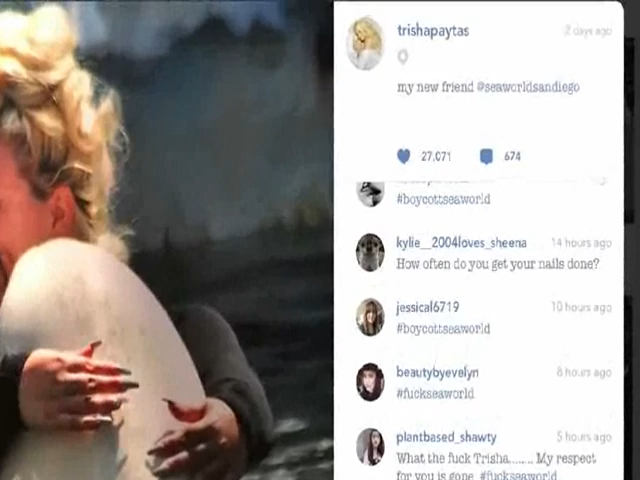 trishapaytas
2 days ago
my new friend @seaworldsandiego
27,071 674
#boycottseaworld
kylie__2004loves_sheena 14 hours ago
How often do you get your nails done?
jessical6719 10 hours ago
#boycottseaworld
beautybyevelyn 8 hours ago
#fuckseaworld
plantbased_shawty 5 hours ago
What the fuck Trisha....... My respect
for you is gone. #fuckseaworld